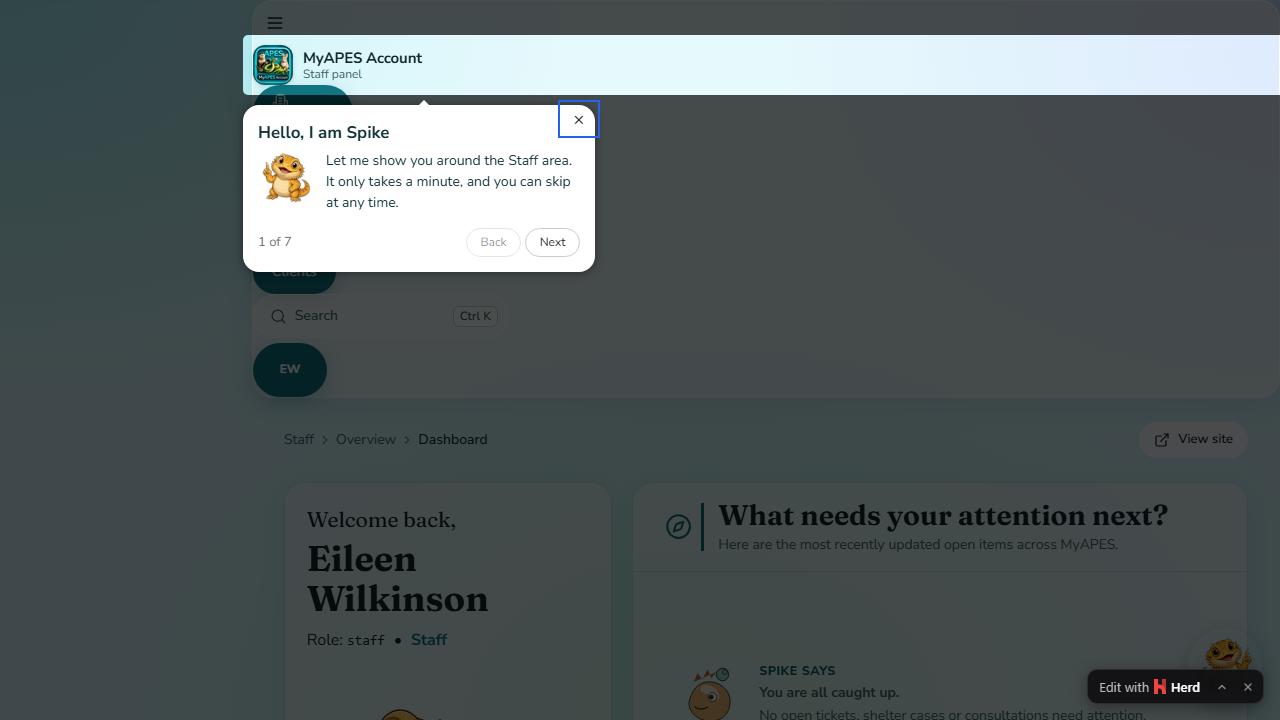 MyAPES Account
Staff panel
Hello, I am Spike
Let me show you around the Staff area.
It only takes a minute, and you can skip
at any time.
1 of 7
Back
Next
Clients
Search
Ctrl K
EW
Staff
Overview
Dashboard
View site
Welcome back,
Eileen
Wilkinson
Role: staff • Staff
What needs your attention next?
Here are the most recently updated open items across MyAPES.
SPIKE SAYS
You are all caught up.
No open tickets, shelter cases or consultations need attention.
Edit with Herd